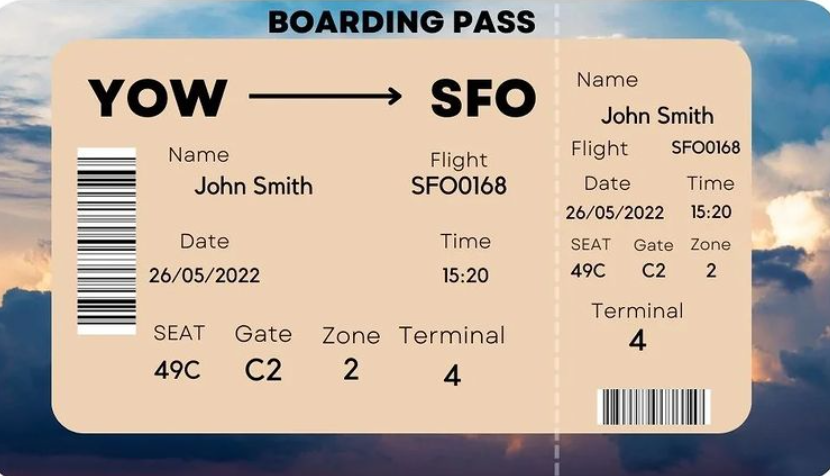 BOARDING PASS
YOW SFO
Name Flight
John Smith SFO0168
Date Time
26/05/2022 15:20
SEAT Gate Zone Terminal
49C C2 2 4
Name
John Smith
Flight SFO0168
Date Time
26/05/2022 15:20
SEAT Gate Zone
49C C2 2
Terminal
4